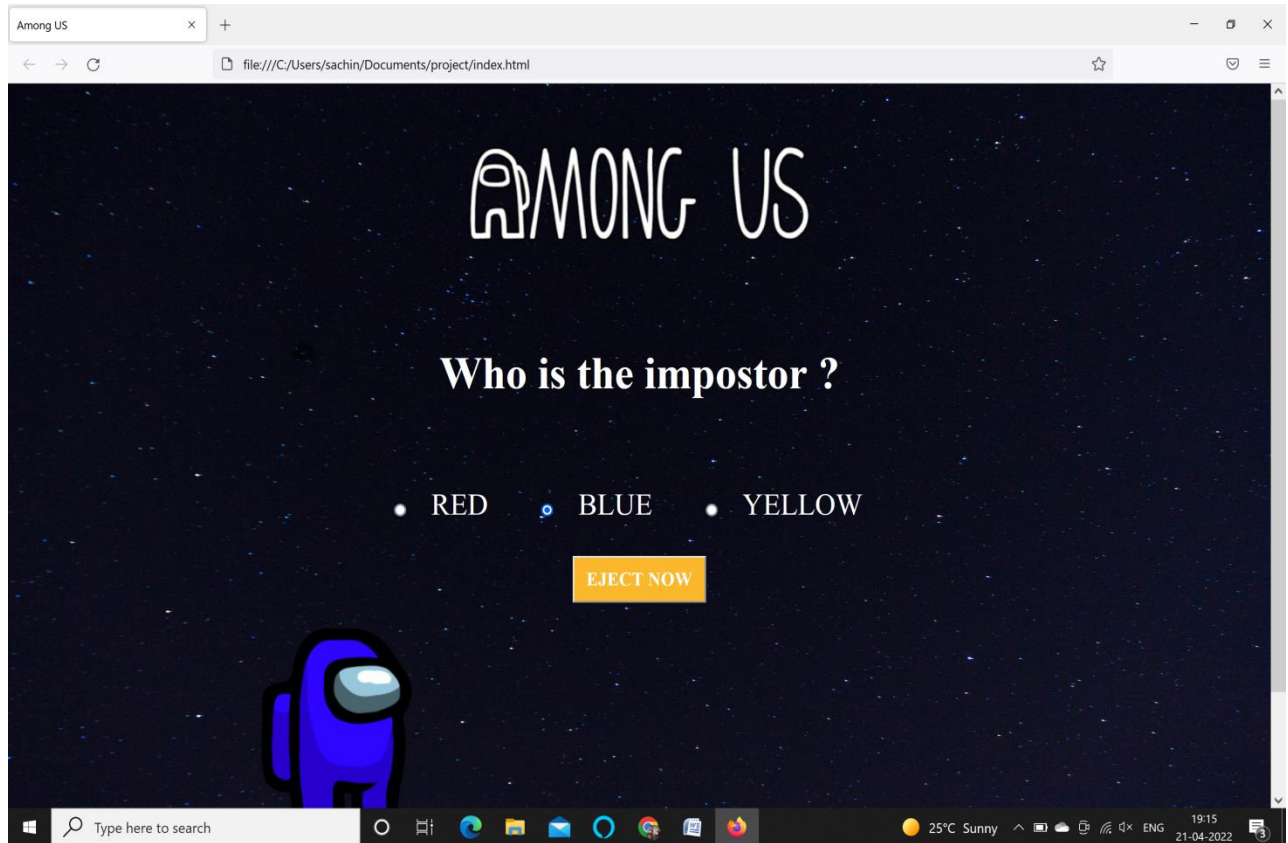 Among US
file:///C:/Users/sachin/Documents/project/index.html
AMONG US
Who is the impostor ?
RED BLUE YELLOW
EJECT NOW
Type here to search
25°C Sunny ENG 19:15
21-04-2022 3